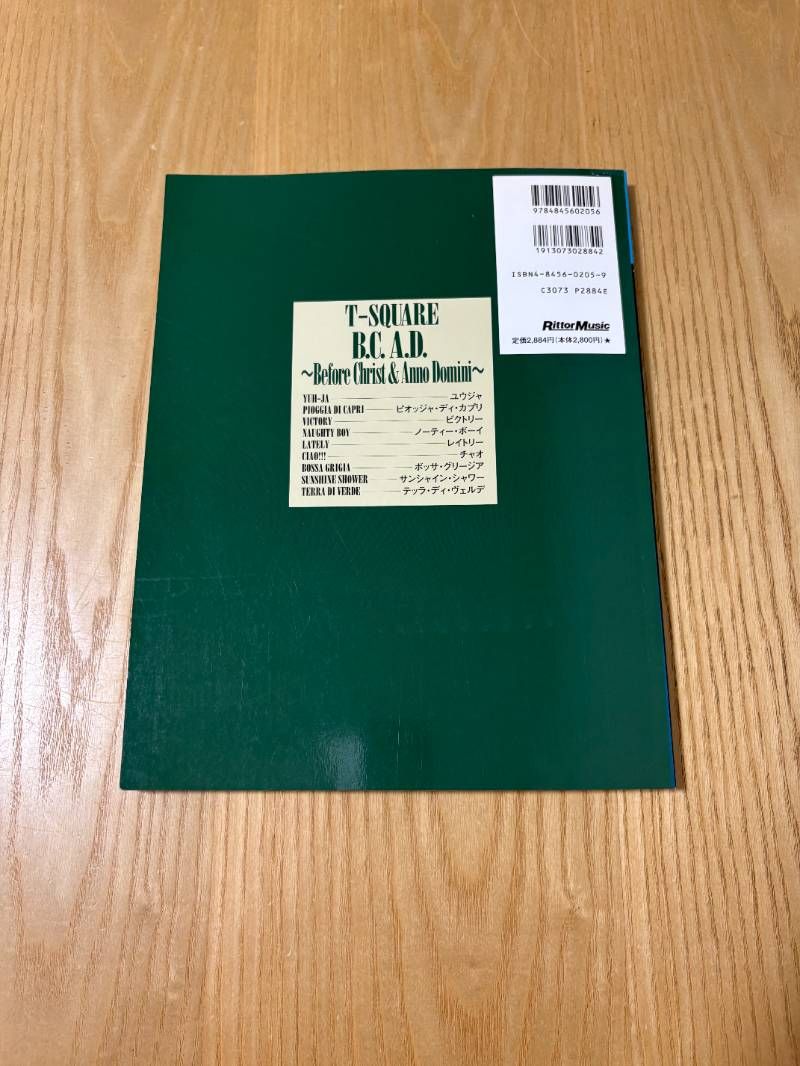 9784845602056
1913073028842
ISBN4-8456-0205-9
C3073 P2884E
RittorMusic
定価2,884円(本体2,800円)★
T-SQUARE
B.C. A.D.
~Before Christ & Anno Domini~
YUH-JA ユウジャ
PIOGGIA DI CAPRI ピオッジャ・ディ・カプリ
VICTORY ビクトリー
NAUGHTY BOY ノーティー・ボーイ
LATELY レイトリー
CIAO!!! チャオ
BOSSA GRIGIA ボッサ・グリージア
SUNSHINE SHOWER サンシャイン・シャワー
TERRA DI VERDE テッラ・ディ・ヴェルデ